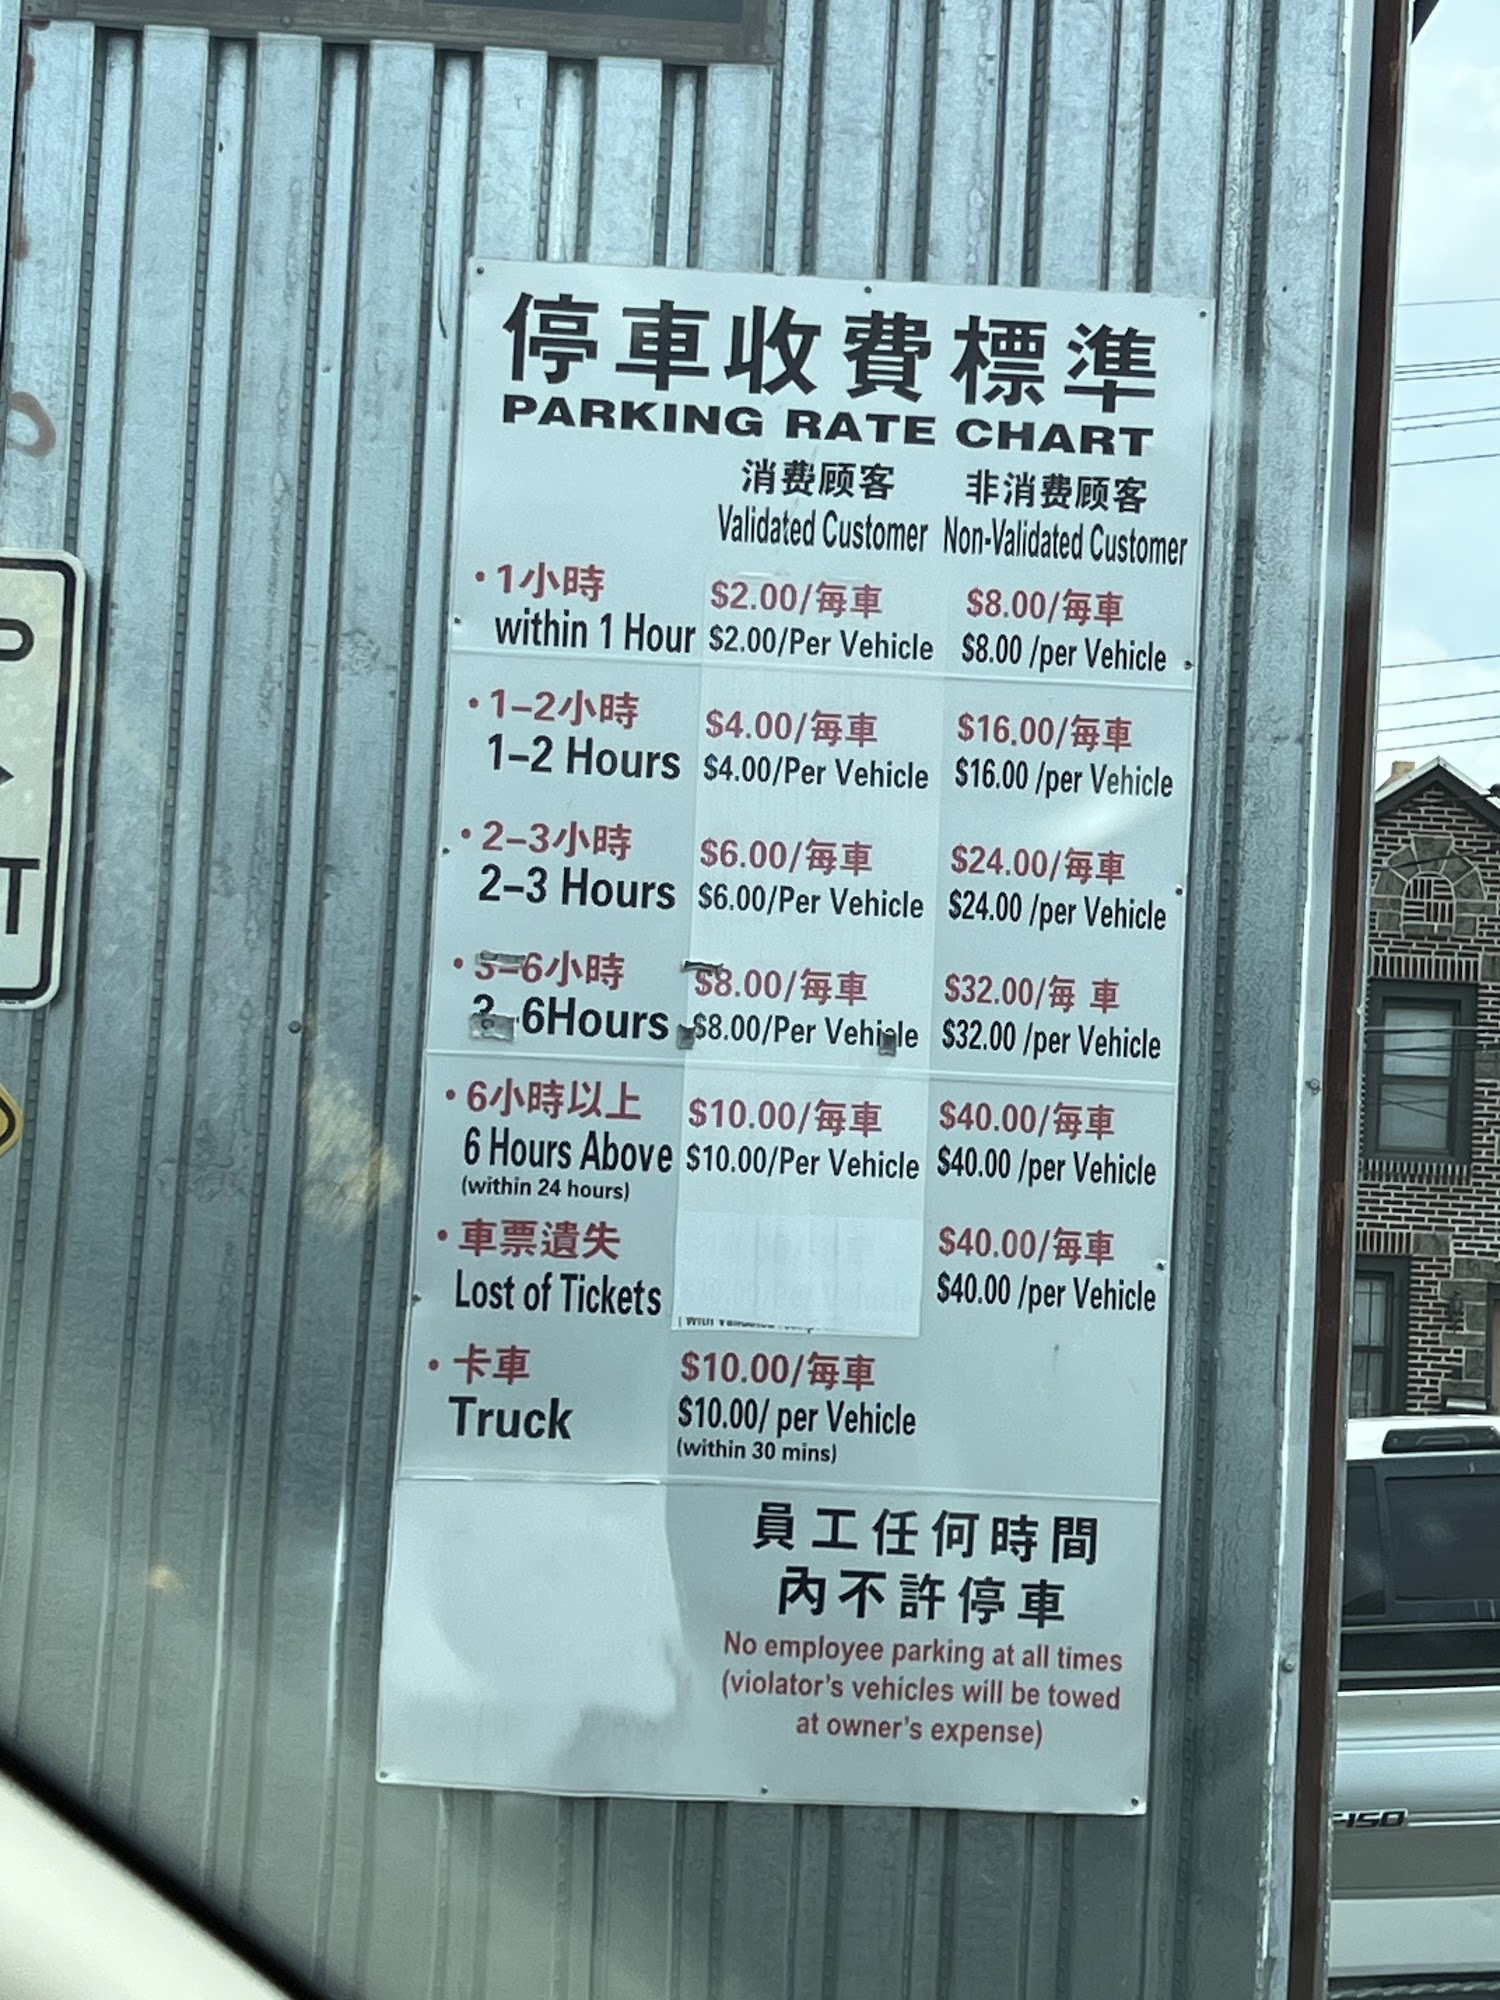 停車收費標準
PARKING RATE CHART
消费顾客 非消费顾客
Validated Customer Non-Validated Customer
• 1小時 $2.00/每車 $8.00/每車
within 1 Hour $2.00/Per Vehicle $8.00 /per Vehicle
• 1–2小時 $4.00/每車 $16.00/每車
1–2 Hours $4.00/Per Vehicle $16.00 /per Vehicle
• 2–3小時 $6.00/每車 $24.00/每車
2–3 Hours $6.00/Per Vehicle $24.00 /per Vehicle
• 3–6小時 $8.00/每車 $32.00/每 車
3–6Hours $8.00/Per Vehicle $32.00 /per Vehicle
• 6小時以上 $10.00/每車 $40.00/每車
6 Hours Above $10.00/Per Vehicle $40.00 /per Vehicle
(within 24 hours)
• 車票遺失 $40.00/每車
Lost of Tickets $40.00 /per Vehicle
• 卡車 $10.00/每車
Truck $10.00/ per Vehicle
(within 30 mins)
員工任何時間
內不許停車
No employee parking at all times
(violator's vehicles will be towed
at owner's expense)
P
T
F-150